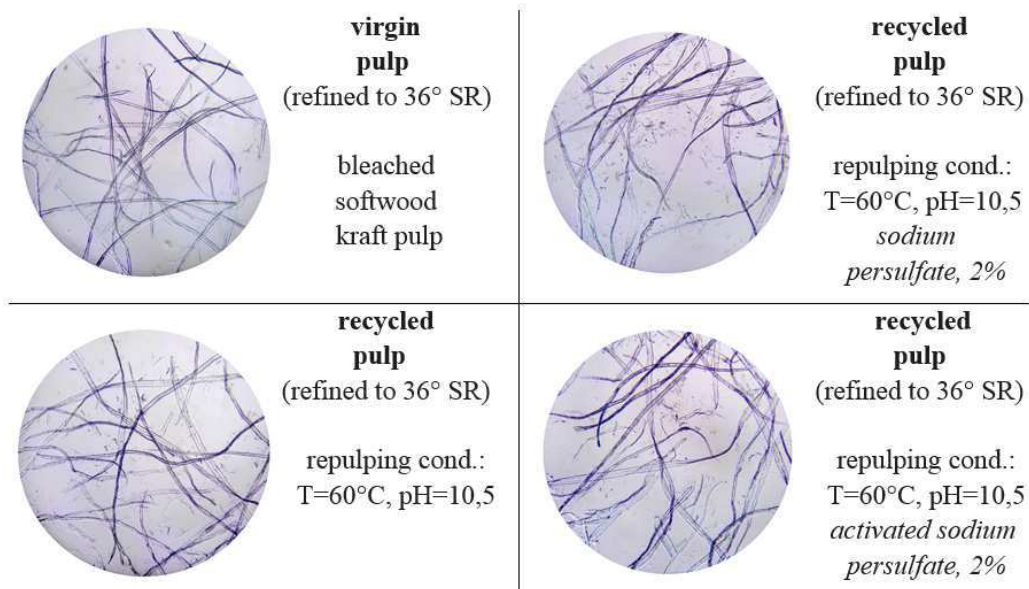 virgin
pulp
(refined to 36° SR)
bleached
softwood
kraft pulp
recycled
pulp
(refined to 36° SR)
repulping cond.:
T=60°C, pH=10,5
sodium
persulfate, 2%
recycled
pulp
(refined to 36° SR)
repulping cond.:
T=60°C, pH=10,5
recycled
pulp
(refined to 36° SR)
repulping cond.:
T=60°C, pH=10,5
activated sodium
persulfate, 2%